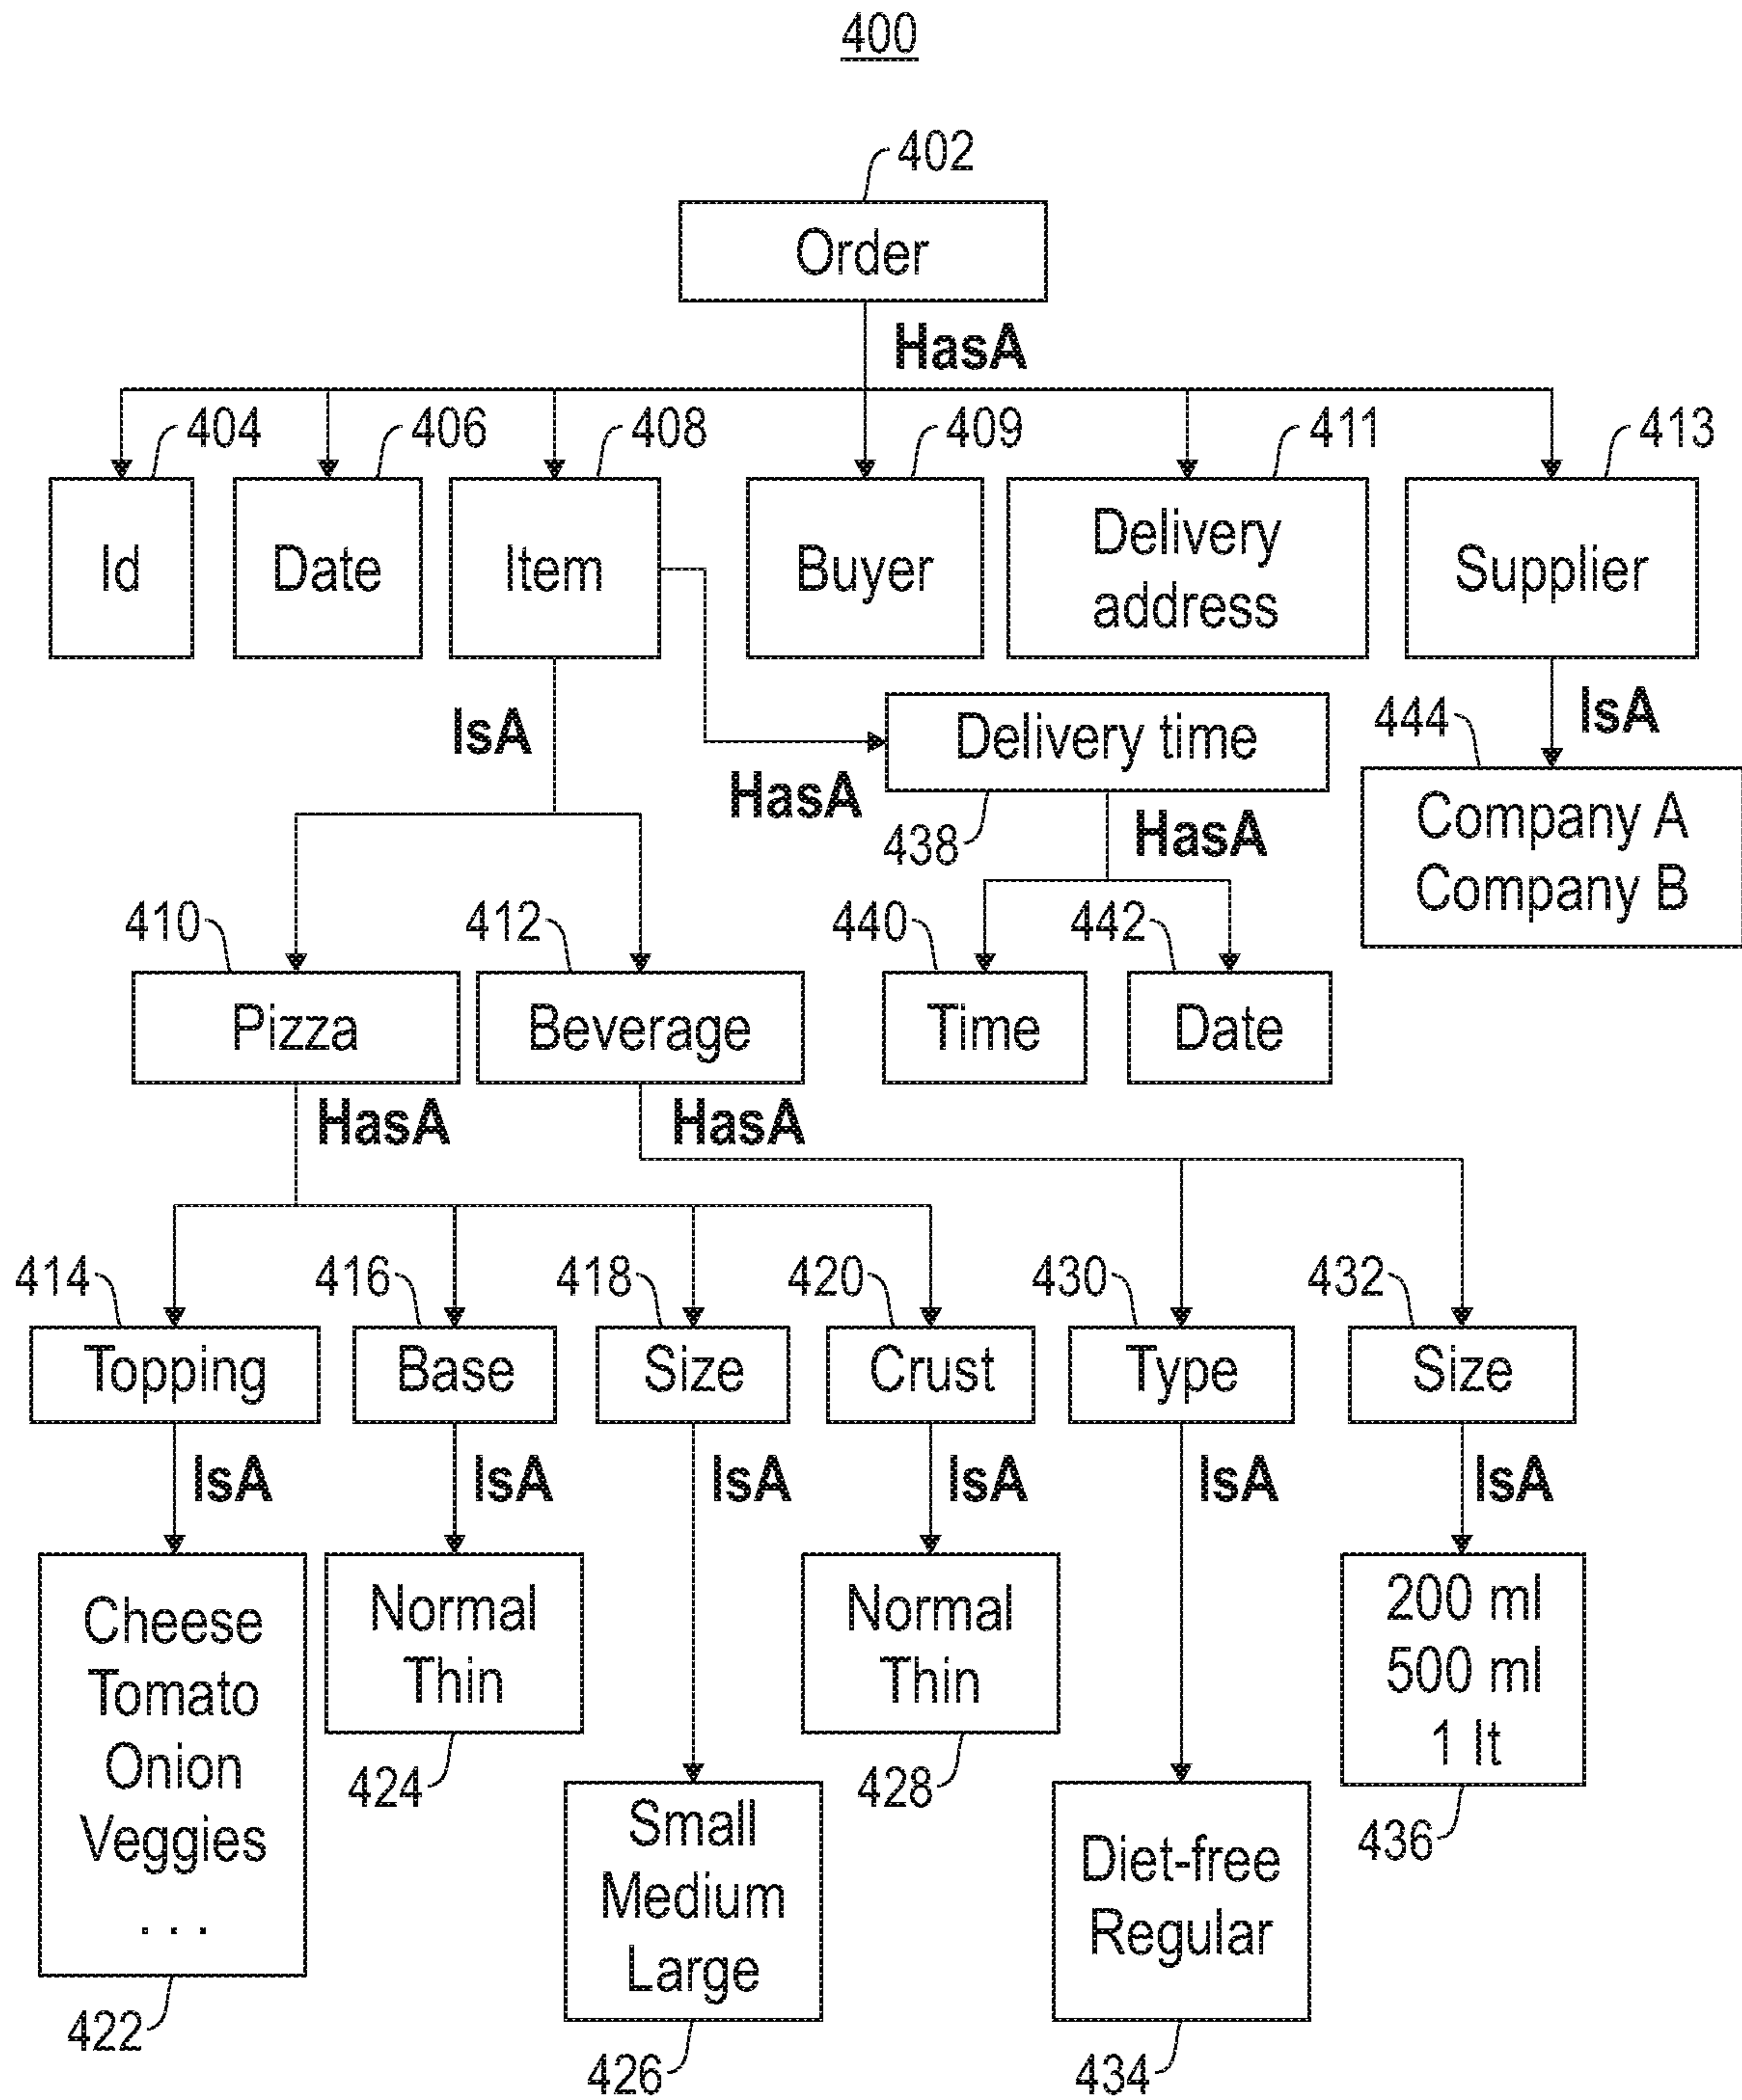 400
402
Order
HasA
404
406
408
409
411
413
Id
Date
Item
Buyer
Delivery
address
Supplier
IsA
Delivery time
444
IsA
HasA
438
HasA
Company A
Company B
410
412
440
442
Pizza
Beverage
Time
Date
HasA
HasA
414
416
418
420
430
432
Topping
Base
Size
Crust
Type
Size
IsA
IsA
IsA
IsA
IsA
IsA
Cheese
Tomato
Onion
Veggies
. . .
Normal
Thin
Normal
Thin
200 ml
500 ml
1 lt
424
428
436
Small
Medium
Large
Diet-free
Regular
422
426
434